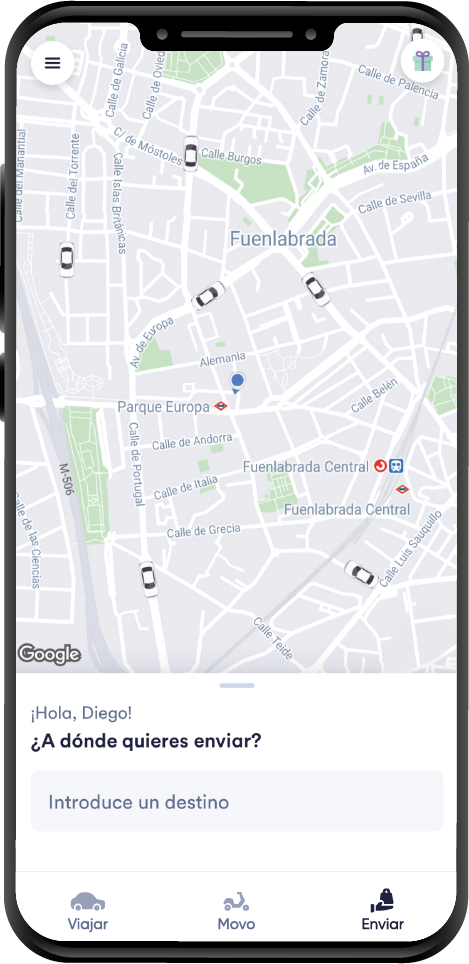 Calle de Galicia
Calle de Oviedo
Calle de Zamora
Calle de Palencia
Calle del Torrente
C/ de Móstoles
Calle Burgos
Av. de España
Calle Islas Británicas
Calle de Sevilla
Fuenlabrada
Av. de Europa
Alemania
Parque Europa
Calle Belén
Calle de Portugal
Calle de Andorra
Fuenlabrada Central
M-506
Calle de Italia
Fuenlabrada Central
Calle de las Ciencias
Calle de Grecia
Calle Luis Sauquillo
Calle Teide
Google
¡Hola, Diego!
¿A dónde quieres enviar?
Introduce un destino
Viajar
Movo
Enviar